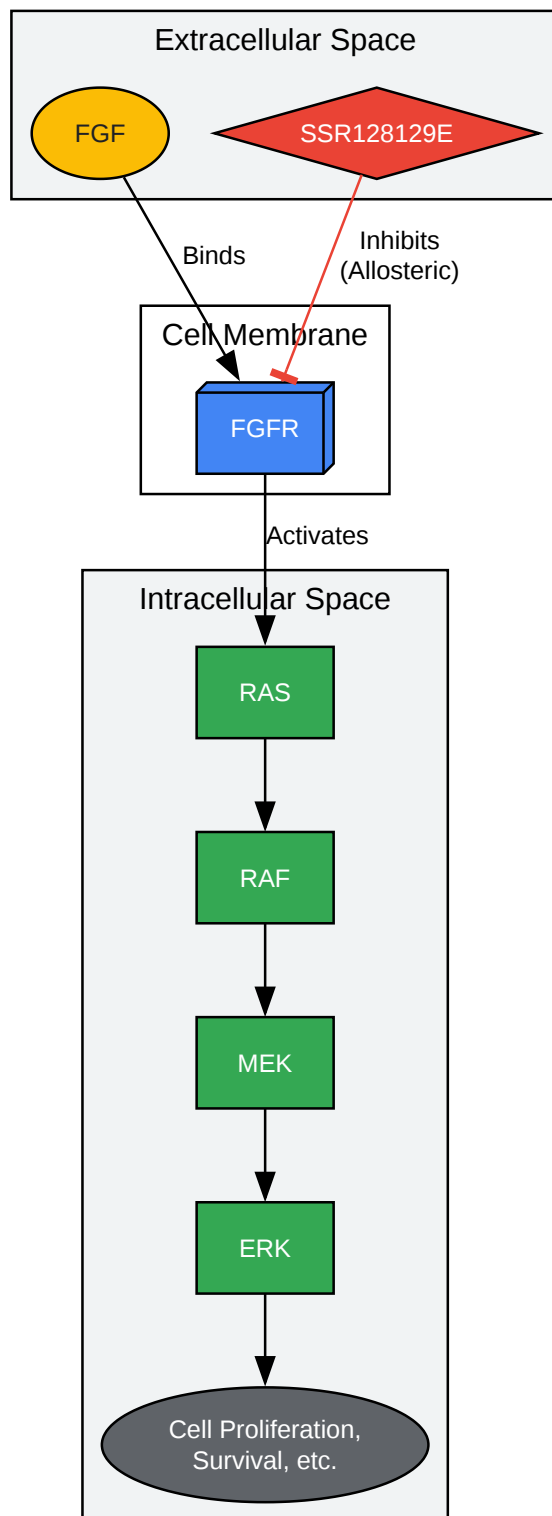 Extracellular Space
FGF
SSR128129E
Binds
Inhibits
(Allosteric)
Cell Membrane
FGFR
Activates
Intracellular Space
RAS
RAF
MEK
ERK
Cell Proliferation,
Survival, etc.